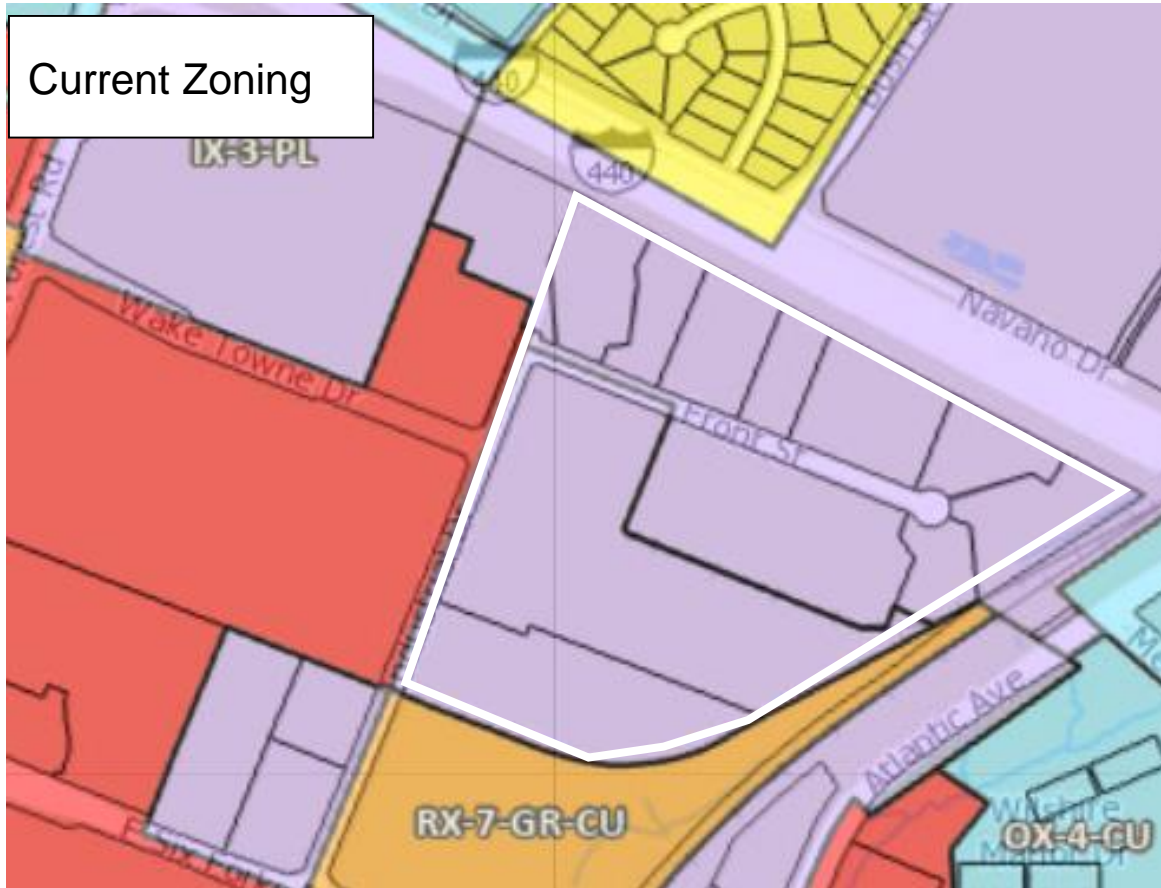 Current Zoning
440
IX-3-PL
440
Navaho Dr
Wake Towne Dr
Front St
Atlantic Ave
RX-7-GR-CU
OX-4-CU
Wilshire